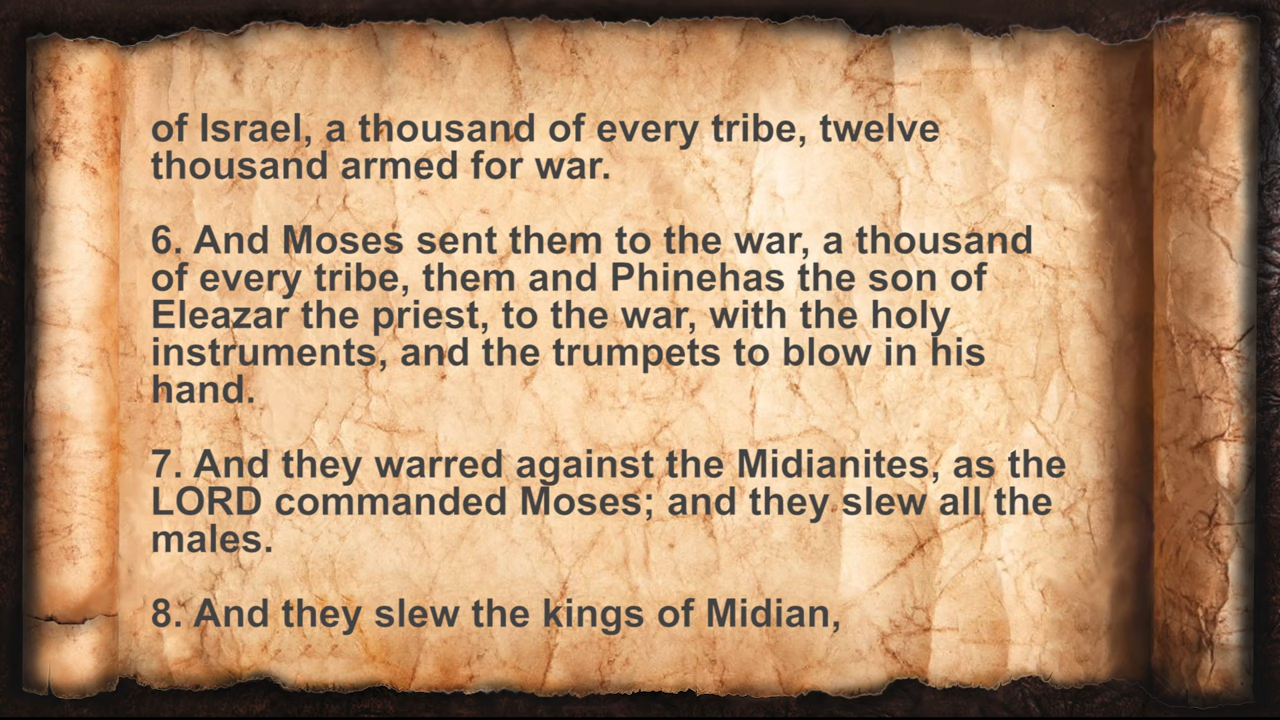 of Israel, a thousand of every tribe, twelve
thousand armed for war.
6. And Moses sent them to the war, a thousand
of every tribe, them and Phinehas the son of
Eleazar the priest, to the war, with the holy
instruments, and the trumpets to blow in his
hand.
7. And they warred against the Midianites, as the
LORD commanded Moses; and they slew all the
males.
8. And they slew the kings of Midian,